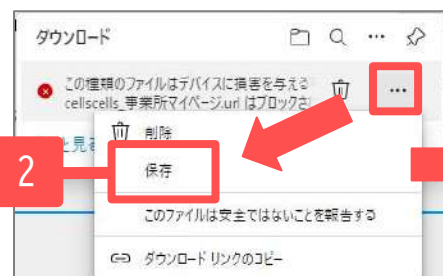 ダウンロード
この種類のファイルはデバイスに損害を与える
cellscells_事業所マイページ.url はブロックさ
と見る
削除
2
保存
このファイルは安全ではないことを報告する
ダウンロード リンクのコピー